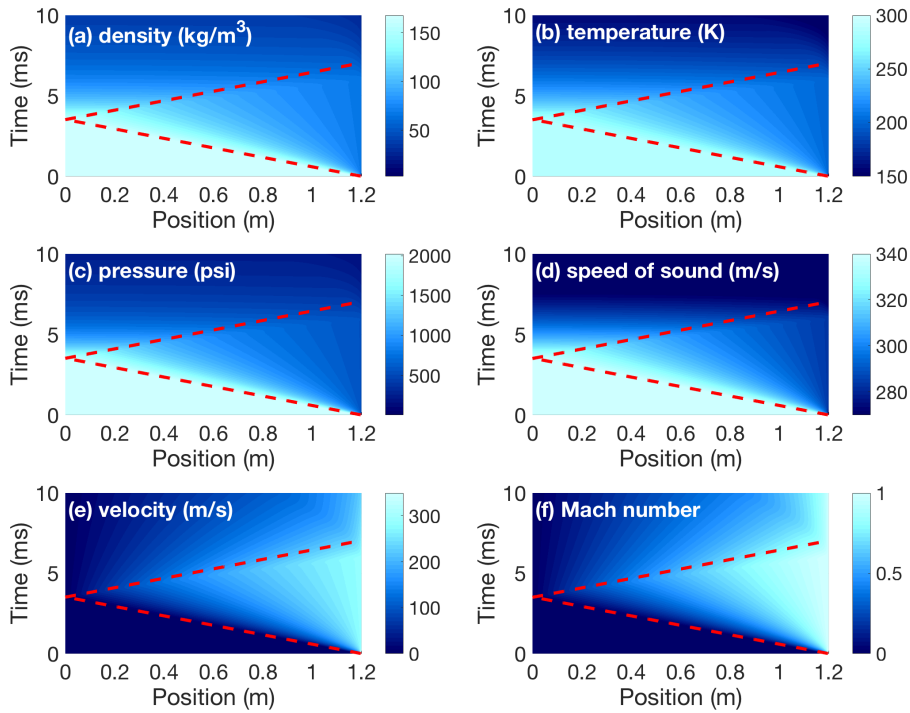 (a) density (kg/m³)
10
5
0
Time (ms)
0 0.2 0.4 0.6 0.8 1 1.2
Position (m)
150
100
50
(b) temperature (K)
10
5
0
Time (ms)
0 0.2 0.4 0.6 0.8 1 1.2
Position (m)
300
250
200
150
(c) pressure (psi)
10
5
0
Time (ms)
0 0.2 0.4 0.6 0.8 1 1.2
Position (m)
2000
1500
1000
500
(d) speed of sound (m/s)
10
5
0
Time (ms)
0 0.2 0.4 0.6 0.8 1 1.2
Position (m)
340
320
300
280
(e) velocity (m/s)
10
5
0
Time (ms)
0 0.2 0.4 0.6 0.8 1 1.2
Position (m)
300
200
100
0
(f) Mach number
10
5
0
Time (ms)
0 0.2 0.4 0.6 0.8 1 1.2
Position (m)
1
0.5
0